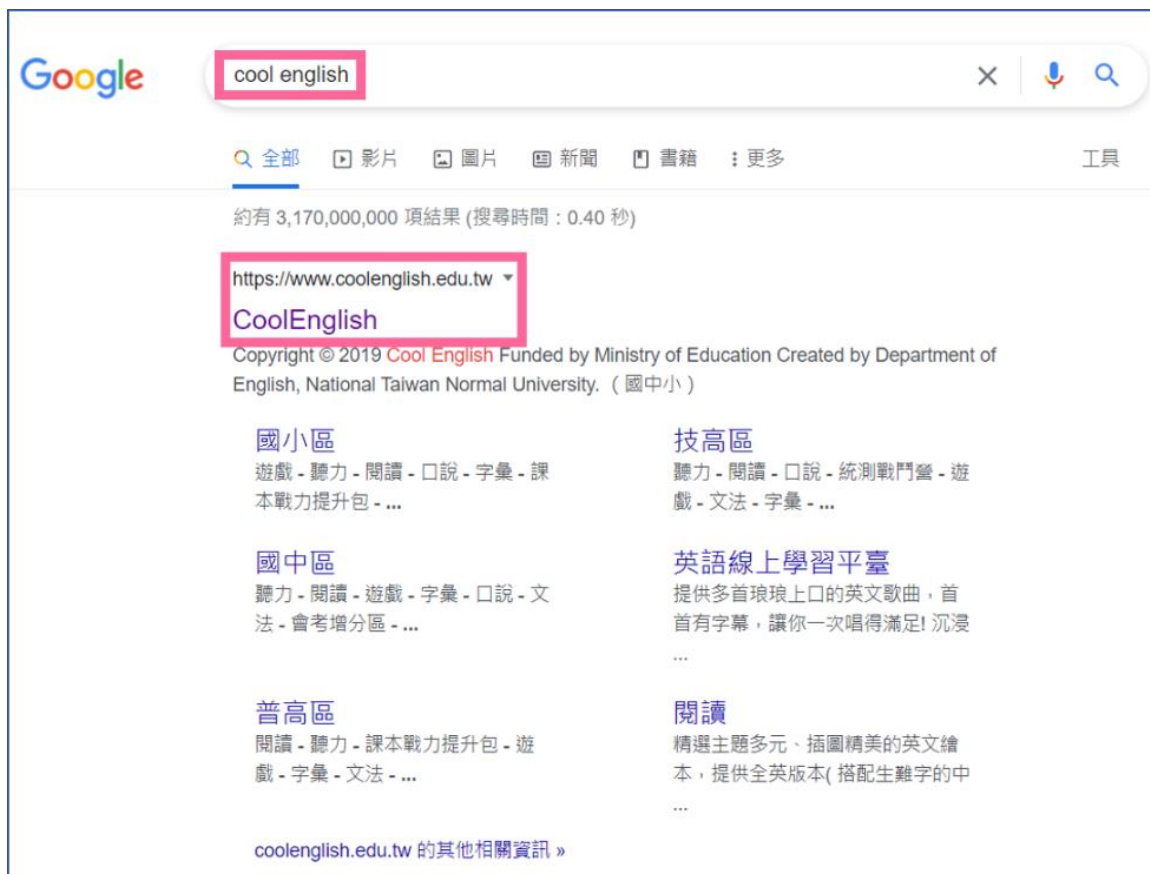 Google
cool english
全部 影片 圖片 新聞 書籍 更多 工具
約有 3,170,000,000 項結果 (搜尋時間：0.40 秒)
https://www.coolenglish.edu.tw
CoolEnglish
Copyright © 2019 Cool English Funded by Ministry of Education Created by Department of
English, National Taiwan Normal University. （國中小）
國小區
遊戲 - 聽力 - 閱讀 - 口說 - 字彙 - 課
本戰力提升包 - ...
技高區
聽力 - 閱讀 - 口說 - 統測戰鬥營 - 遊
戲 - 文法 - 字彙 - ...
國中區
聽力 - 閱讀 - 遊戲 - 字彙 - 口說 - 文
法 - 會考增分區 - ...
英語線上學習平臺
提供多首琅琅上口的英文歌曲，首
首有字幕，讓你一次唱得滿足! 沉浸
...
普高區
閱讀 - 聽力 - 課本戰力提升包 - 遊
戲 - 字彙 - 文法 - ...
閱讀
精選主題多元、插圖精美的英文繪
本，提供全英版本( 搭配生難字的中
...
coolenglish.edu.tw 的其他相關資訊 »